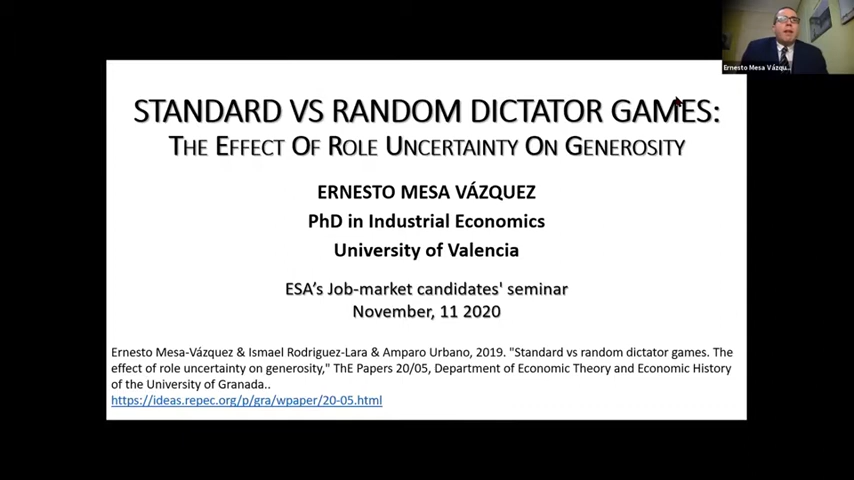 Ernesto Mesa Vázqu...
STANDARD VS RANDOM DICTATOR GAMES:
THE EFFECT OF ROLE UNCERTAINTY ON GENEROSITY
ERNESTO MESA VÁZQUEZ
PhD in Industrial Economics
University of Valencia
ESA's Job-market candidates' seminar
November, 11 2020
Ernesto Mesa-Vázquez & Ismael Rodriguez-Lara & Amparo Urbano, 2019. "Standard vs random dictator games. The
effect of role uncertainty on generosity," ThE Papers 20/05, Department of Economic Theory and Economic History
of the University of Granada..
https://ideas.repec.org/p/gra/wpaper/20-05.html